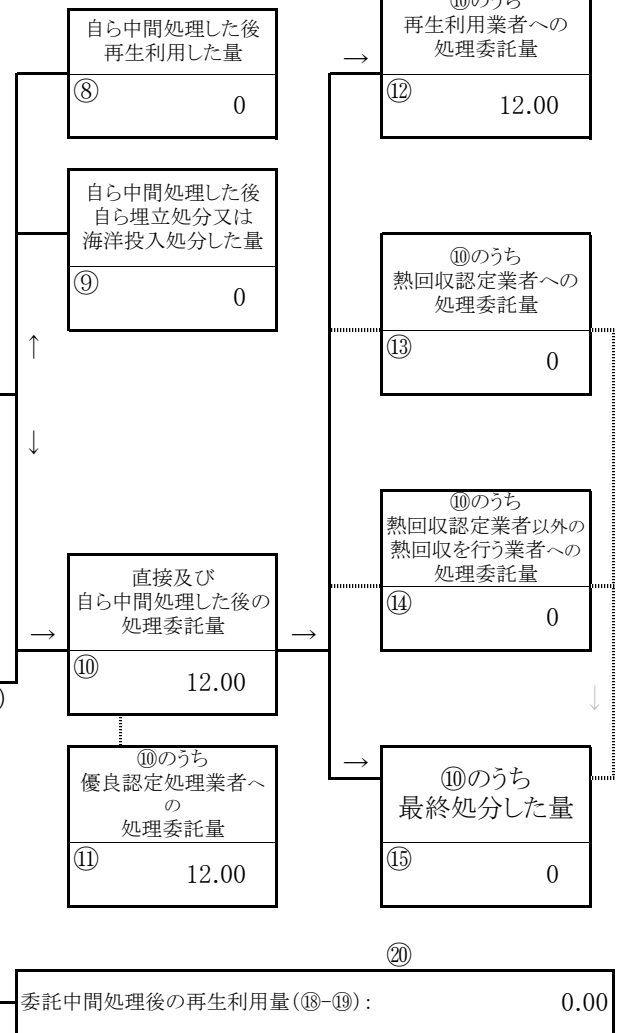 自ら中間処理した後
再生利用した量
⑧
0
自ら中間処理した後
自ら埋立処分又は
海洋投入処分した量
⑨
0
↑
↓
直接及び
自ら中間処理した後の
処理委託量
→
→
⑩
12.00
)
⑩のうち
優良認定処理業者へ
の
処理委託量
⑪
12.00
⑩のうち
再生利用業者への
処理委託量
→
⑫
12.00
⑩のうち
熱回収認定業者への
処理委託量
⑬
0
⑩のうち
熱回収認定業者以外の
熱回収を行う業者への
処理委託量
⑭
0
↓
→
⑩のうち
最終処分した量
⑮
0
⑳
委託中間処理後の再生利用量(⑱-⑲): 0.00